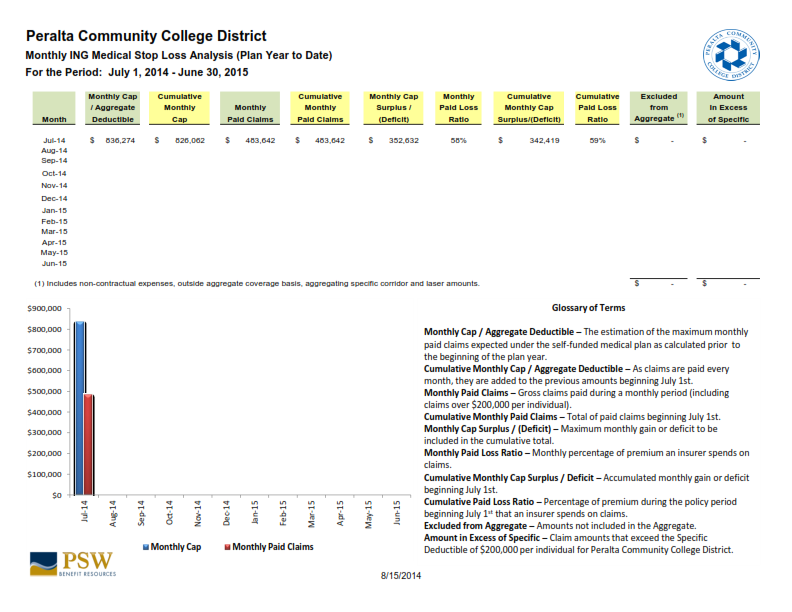 Peralta Community College District
Monthly ING Medical Stop Loss Analysis (Plan Year to Date)
For the Period: July 1, 2014 - June 30, 2015
PERALTA COMMUNITY COLLEGE DISTRICT
Month Monthly Cap / Aggregate Deductible Cumulative Monthly Cap Monthly Paid Claims Cumulative Monthly Paid Claims Monthly Cap Surplus / (Deficit) Monthly Paid Loss Ratio Cumulative Monthly Cap Surplus/(Deficit) Cumulative Paid Loss Ratio Excluded from Aggregate (1) Amount in Excess of Specific
Jul-14 $ 836,274 $ 826,062 $ 483,642 $ 483,642 $ 352,632 58% $ 342,419 59% $ - $ -
Aug-14
Sep-14
Oct-14
Nov-14
Dec-14
Jan-15
Feb-15
Mar-15
Apr-15
May-15
Jun-15
(1) Includes non-contractual expenses, outside aggregate coverage basis, aggregating specific corridor and laser amounts. $ - $ -
$900,000
$800,000
$700,000
$600,000
$500,000
$400,000
$300,000
$200,000
$100,000
$0
Jul-14 Aug-14 Sep-14 Oct-14 Nov-14 Dec-14 Jan-15 Feb-15 Mar-15 Apr-15 May-15 Jun-15
Monthly Cap Monthly Paid Claims
Glossary of Terms
Monthly Cap / Aggregate Deductible – The estimation of the maximum monthly
paid claims expected under the self-funded medical plan as calculated prior to
the beginning of the plan year.
Cumulative Monthly Cap / Aggregate Deductible – As claims are paid every
month, they are added to the previous amounts beginning July 1st.
Monthly Paid Claims – Gross claims paid during a monthly period (including
claims over $200,000 per individual).
Cumulative Monthly Paid Claims – Total of paid claims beginning July 1st.
Monthly Cap Surplus / (Deficit) – Maximum monthly gain or deficit to be
included in the cumulative total.
Monthly Paid Loss Ratio – Monthly percentage of premium an insurer spends on
claims.
Cumulative Monthly Cap Surplus / Deficit – Accumulated monthly gain or deficit
beginning July 1st.
Cumulative Paid Loss Ratio – Percentage of premium during the policy period
beginning July 1st that an insurer spends on claims.
Excluded from Aggregate – Amounts not included in the Aggregate.
Amount in Excess of Specific – Claim amounts that exceed the Specific
Deductible of $200,000 per individual for Peralta Community College District.
PSW
BENEFIT RESOURCES
8/15/2014